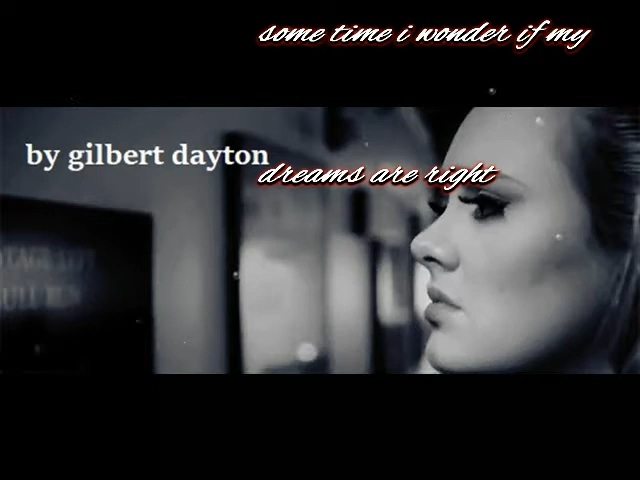 some time i wonder if my
by gilbert dayton
dreams are right